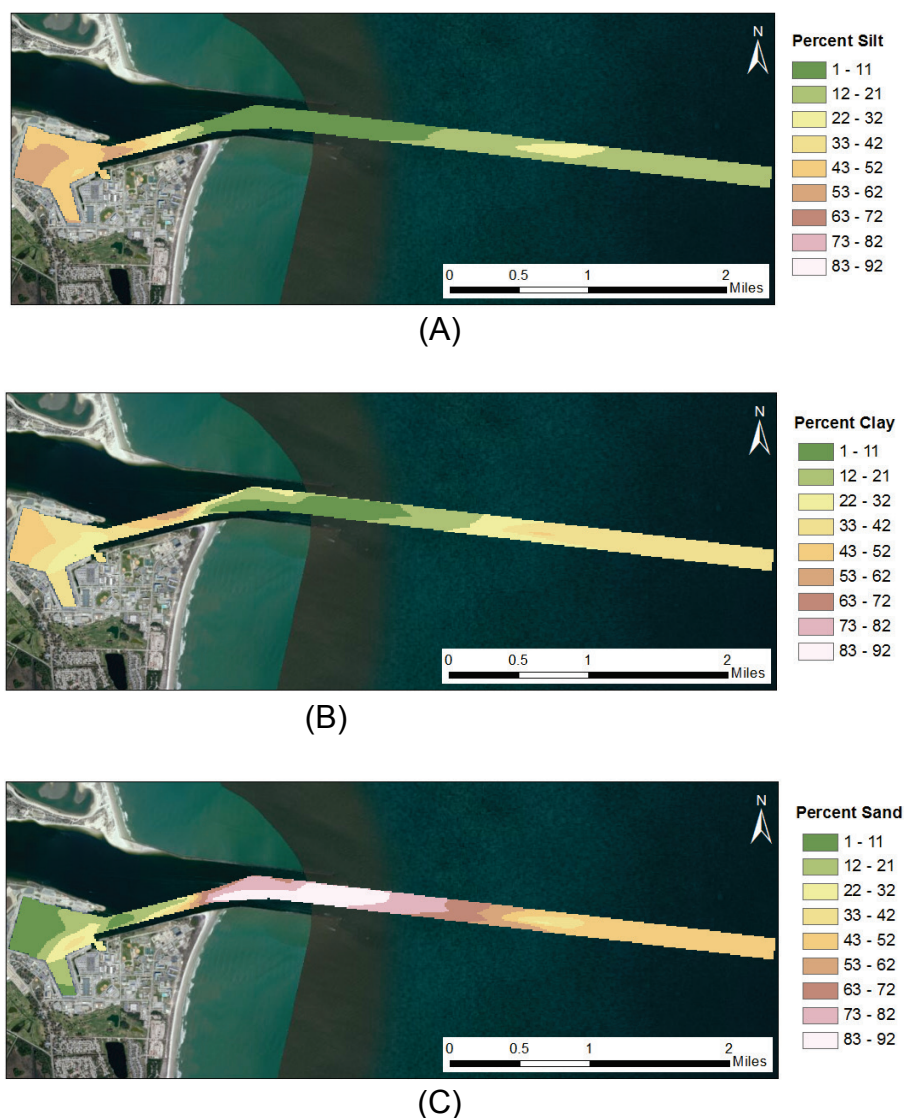 N
Percent Silt
1 - 11
12 - 21
22 - 32
33 - 42
43 - 52
53 - 62
63 - 72
73 - 82
83 - 92
0 0.5 1 2
Miles
(A)
N
Percent Clay
1 - 11
12 - 21
22 - 32
33 - 42
43 - 52
53 - 62
63 - 72
73 - 82
83 - 92
0 0.5 1 2
Miles
(B)
N
Percent Sand
1 - 11
12 - 21
22 - 32
33 - 42
43 - 52
53 - 62
63 - 72
73 - 82
83 - 92
0 0.5 1 2
Miles
(C)